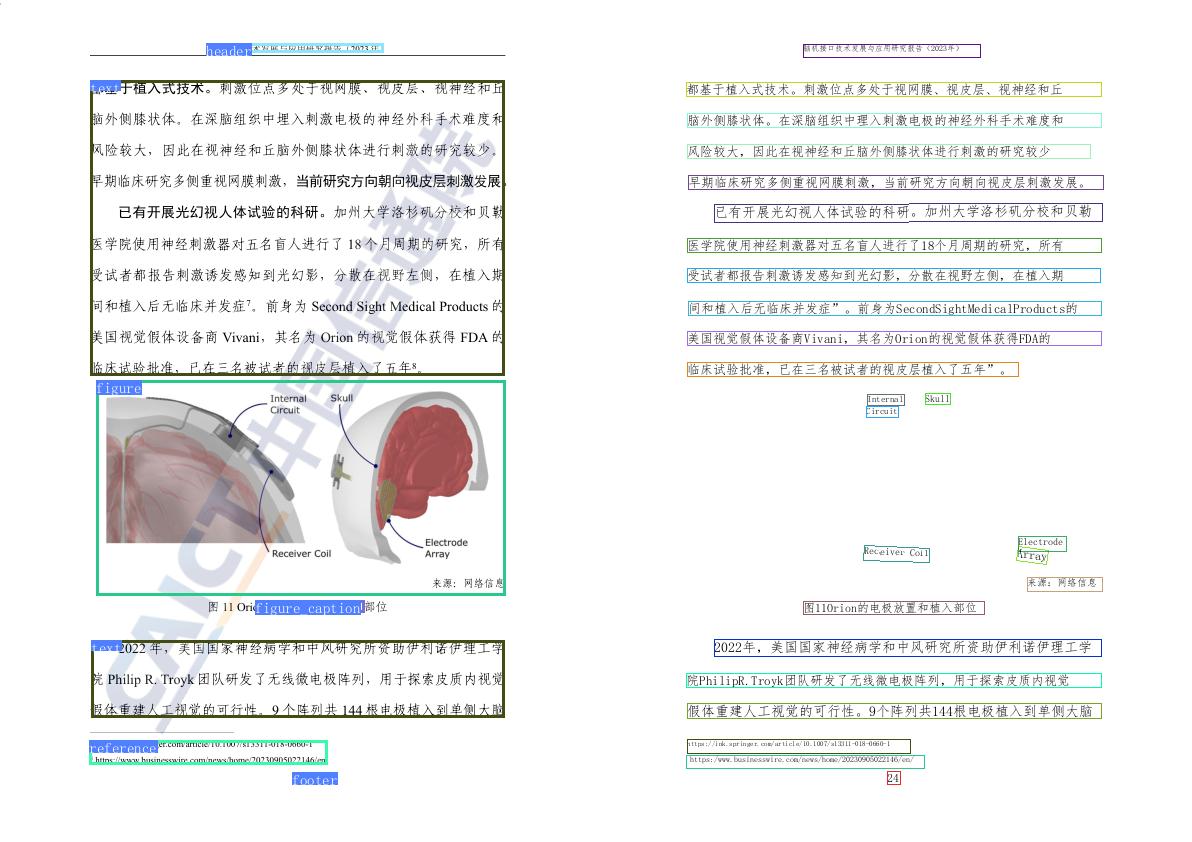 header
术发展与应用研究报告（2023 年
text
都基于植入式技术。刺激位点多处于视网膜、视皮层、视神经和丘
脑外侧膝状体。在深脑组织中埋入刺激电极的神经外科手术难度和
风险较大，因此在视神经和丘脑外侧膝状体进行刺激的研究较少。
早期临床研究多侧重视网膜刺激，当前研究方向朝向视皮层刺激发展。
已有开展光幻视人体试验的科研。加州大学洛杉矶分校和贝勒
医学院使用神经刺激器对五名盲人进行了 18 个月周期的研究，所有
受试者都报告刺激诱发感知到光幻影，分散在视野左侧，在植入期
间和植入后无临床并发症7。前身为 Second Sight Medical Products 的
美国视觉假体设备商 Vivani，其名为 Orion 的视觉假体获得 FDA 的
临床试验批准，已在三名被试者的视皮层植入了五年8。
figure
Internal
Circuit
Skull
Receiver Coil
Electrode
Array
来源：网络信息
图 11 Orio
figure_caption
部位
text
2022 年，美国国家神经病学和中风研究所资助伊利诺伊理工学
院 Philip R. Troyk 团队研发了无线微电极阵列，用于探索皮质内视觉
假体重建人工视觉的可行性。9 个阵列共 144 根电极植入到单侧大脑
reference
er.com/article/10.1007/s13311-018-0660-1
https://www.businesswire.com/news/home/20230905022146/en/
footer
CAICT 中国信通院
脑机接口技术发展与应用研究报告（2023年）
都基于植入式技术。刺激位点多处于视网膜、视皮层、视神经和丘
脑外侧膝状体。在深脑组织中埋入刺激电极的神经外科手术难度和
风险较大，因此在视神经和丘脑外侧膝状体进行刺激的研究较少
早期临床研究多侧重视网膜刺激，当前研究方向朝向视皮层刺激发展。
已有开展光幻视人体试验的科研。加州大学洛杉矶分校和贝勒
医学院使用神经刺激器对五名盲人进行了18个月周期的研究，所有
受试者都报告刺激诱发感知到光幻影，分散在视野左侧，在植入期
间和植入后无临床并发症”。前身为SecondSightMedicalProducts的
美国视觉假体设备商Vivani，其名为Orion的视觉假体获得FDA的
临床试验批准，已在三名被试者的视皮层植入了五年”。
Internal
Circuit
Skull
Receiver Coil
Electrode
Array
来源：网络信息
图11Orion的电极放置和植入部位
2022年，美国国家神经病学和中风研究所资助伊利诺伊理工学
院PhilipR.Troyk团队研发了无线微电极阵列，用于探索皮质内视觉
假体重建人工视觉的可行性。9个阵列共144根电极植入到单侧大脑
https://ink.springer.com/article/10.1007/s13311-018-0660-1
https:/www.businesswire.com/news/home/20230905022146/en/
24